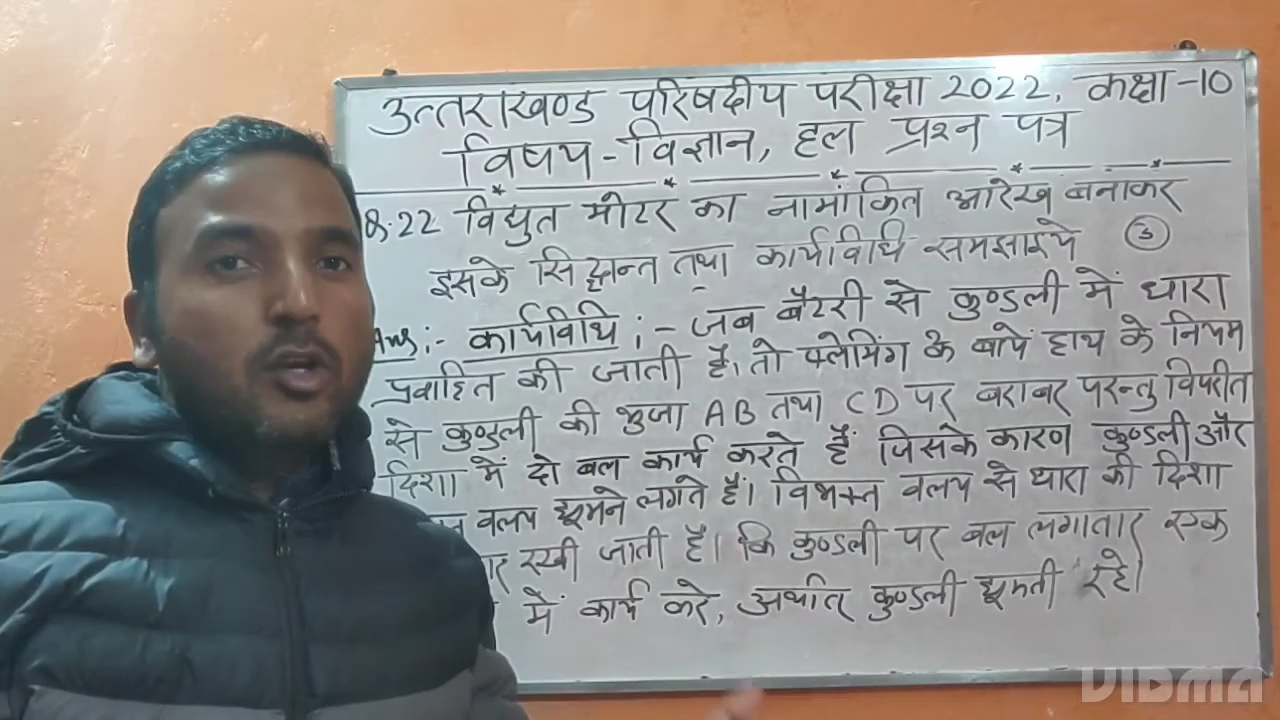 उत्तराखण्ड परिषदीय परीक्षा 2022, कक्षा-10
विषय-विज्ञान, हल प्रश्न पत्र
Q.22 विद्युत मोटर का नामांकित आरेख बनाकर
इसके सिद्धान्त तथा कार्यविधि समझाइये 3
Ans:- कार्यविधि :- जब बैटरी से कुण्डली में धारा
प्रवाहित की जाती है, तो फ्लेमिंग के बायें हाथ के नियम
से कुण्डली की भुजा AB तथा CD पर बराबर परन्तु विपरीत
दिशा में दो बल कार्य करते हैं जिसके कारण कुण्डली और
वलय घूमने लगते हैं। विभक्त वलय से धारा की दिशा
रखी जाती है। कि कुण्डली पर बल लगातार एक
में कार्य करे, अर्थात कुण्डली घूमती रहे।
VIDMA